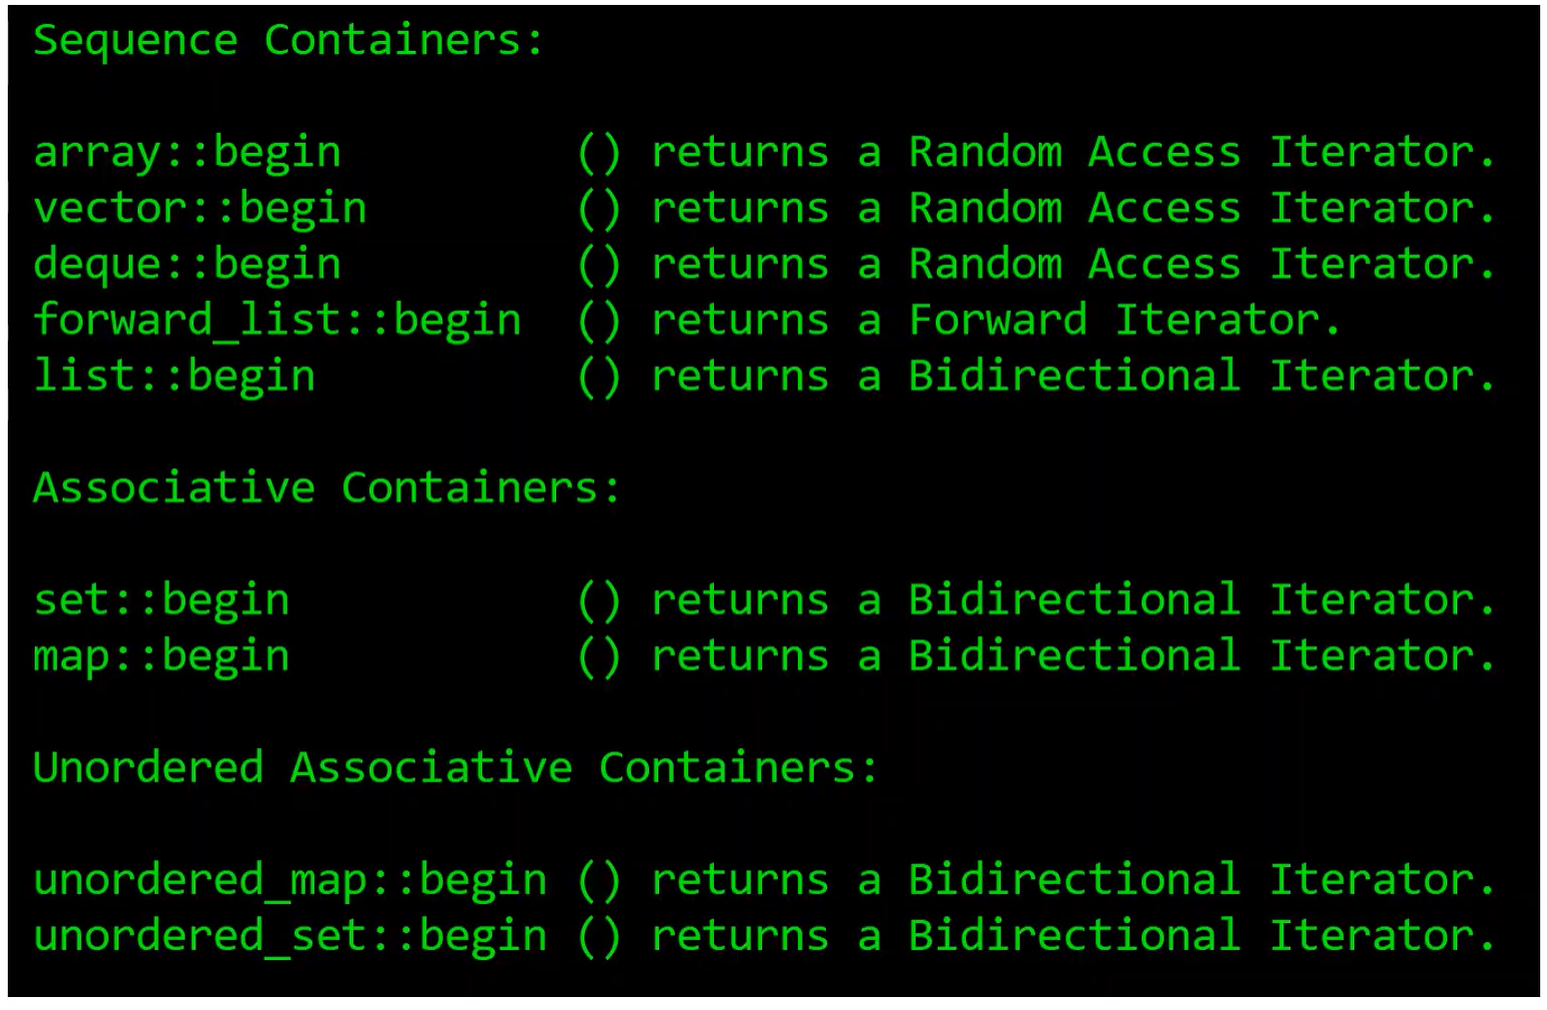 Sequence Containers:
array::begin () returns a Random Access Iterator.
vector::begin () returns a Random Access Iterator.
deque::begin () returns a Random Access Iterator.
forward_list::begin () returns a Forward Iterator.
list::begin () returns a Bidirectional Iterator.
Associative Containers:
set::begin () returns a Bidirectional Iterator.
map::begin () returns a Bidirectional Iterator.
Unordered Associative Containers:
unordered_map::begin () returns a Bidirectional Iterator.
unordered_set::begin () returns a Bidirectional Iterator.